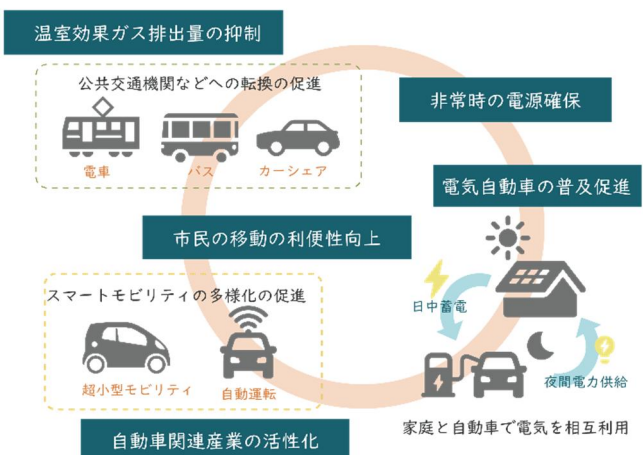 温室効果ガス排出量の抑制
公共交通機関などへの転換の促進
電車
バス
カーシェア
非常時の電源確保
電気自動車の普及促進
市民の移動の利便性向上
日中蓄電
夜間電力供給
家庭と自動車で電気を相互利用
スマートモビリティの多様化の促進
超小型モビリティ
自動運転
自動車関連産業の活性化